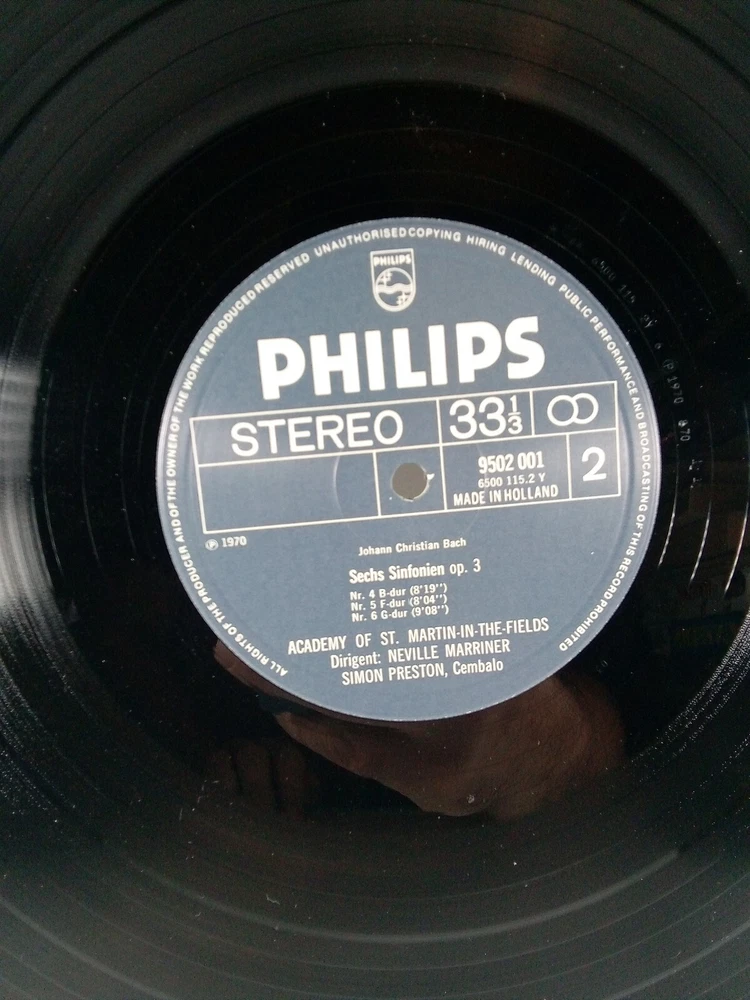 ALL RIGHTS OF THE PRODUCER AND OF THE OWNER OF THE WORK REPRODUCED RESERVED UNAUTHORISED COPYING HIRING LENDING PUBLIC PERFORMANCE AND BROADCASTING OF THIS RECORD PROHIBITED
PHILIPS
PHILIPS
STEREO
33 1/3
9502 001
6500 115.2 Y
MADE IN HOLLAND
2
℗ 1970
Johann Christian Bach
Sechs Sinfonien op. 3
Nr. 4 B-dur (8'19'')
Nr. 5 F-dur (8'04'')
Nr. 6 G-dur (9'08'')
ACADEMY OF ST. MARTIN-IN-THE-FIELDS
Dirigent: NEVILLE MARRINER
SIMON PRESTON, Cembalo